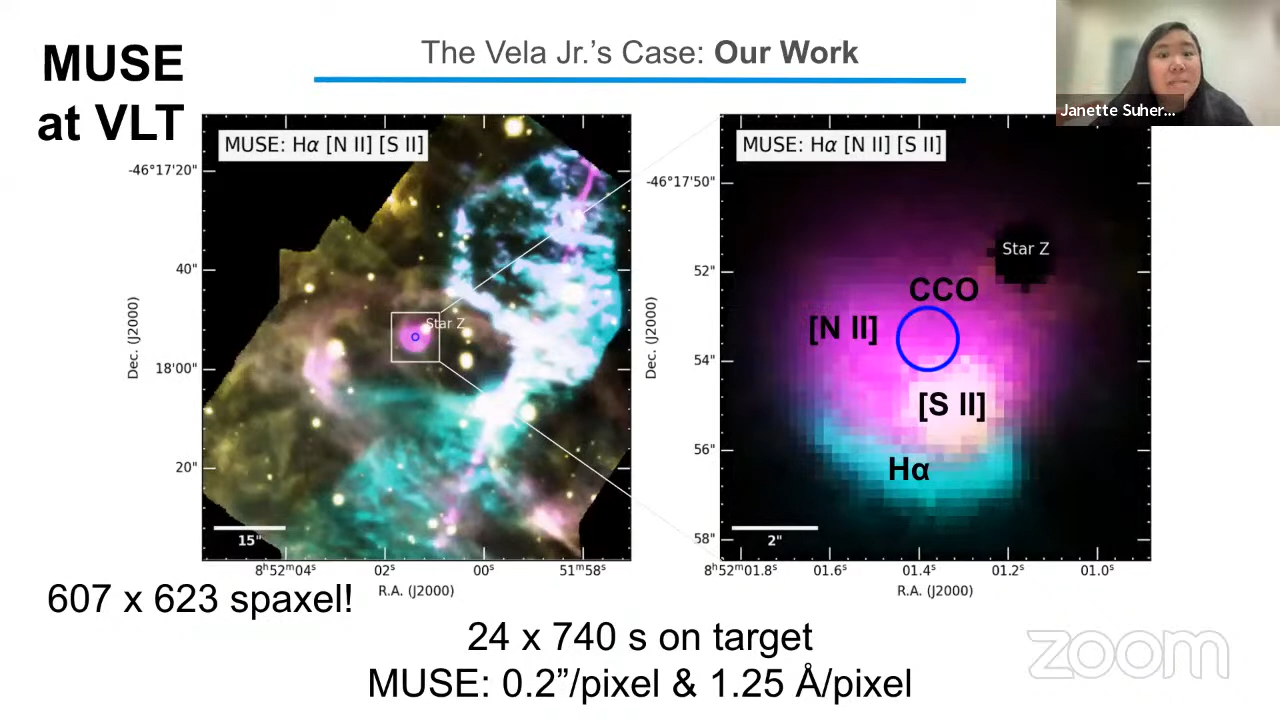 MUSE
at VLT
The Vela Jr.'s Case: Our Work
Janette Suher...
MUSE: Hα [N II] [S II]
-46°17'20"
40"
18'00"
20"
Dec. (J2000)
Star Z
15"
8ʰ52ᵐ04ˢ
02ˢ
00ˢ
51ᵐ58ˢ
R.A. (J2000)
MUSE: Hα [N II] [S II]
-46°17'50"
52"
54"
56"
58"
Dec. (J2000)
Star Z
CCO
[N II]
[S II]
Hα
2"
8ʰ52ᵐ01.8ˢ
01.6ˢ
01.4ˢ
01.2ˢ
01.0ˢ
R.A. (J2000)
607 x 623 spaxel!
24 x 740 s on target
MUSE: 0.2”/pixel & 1.25 Å/pixel
zoom